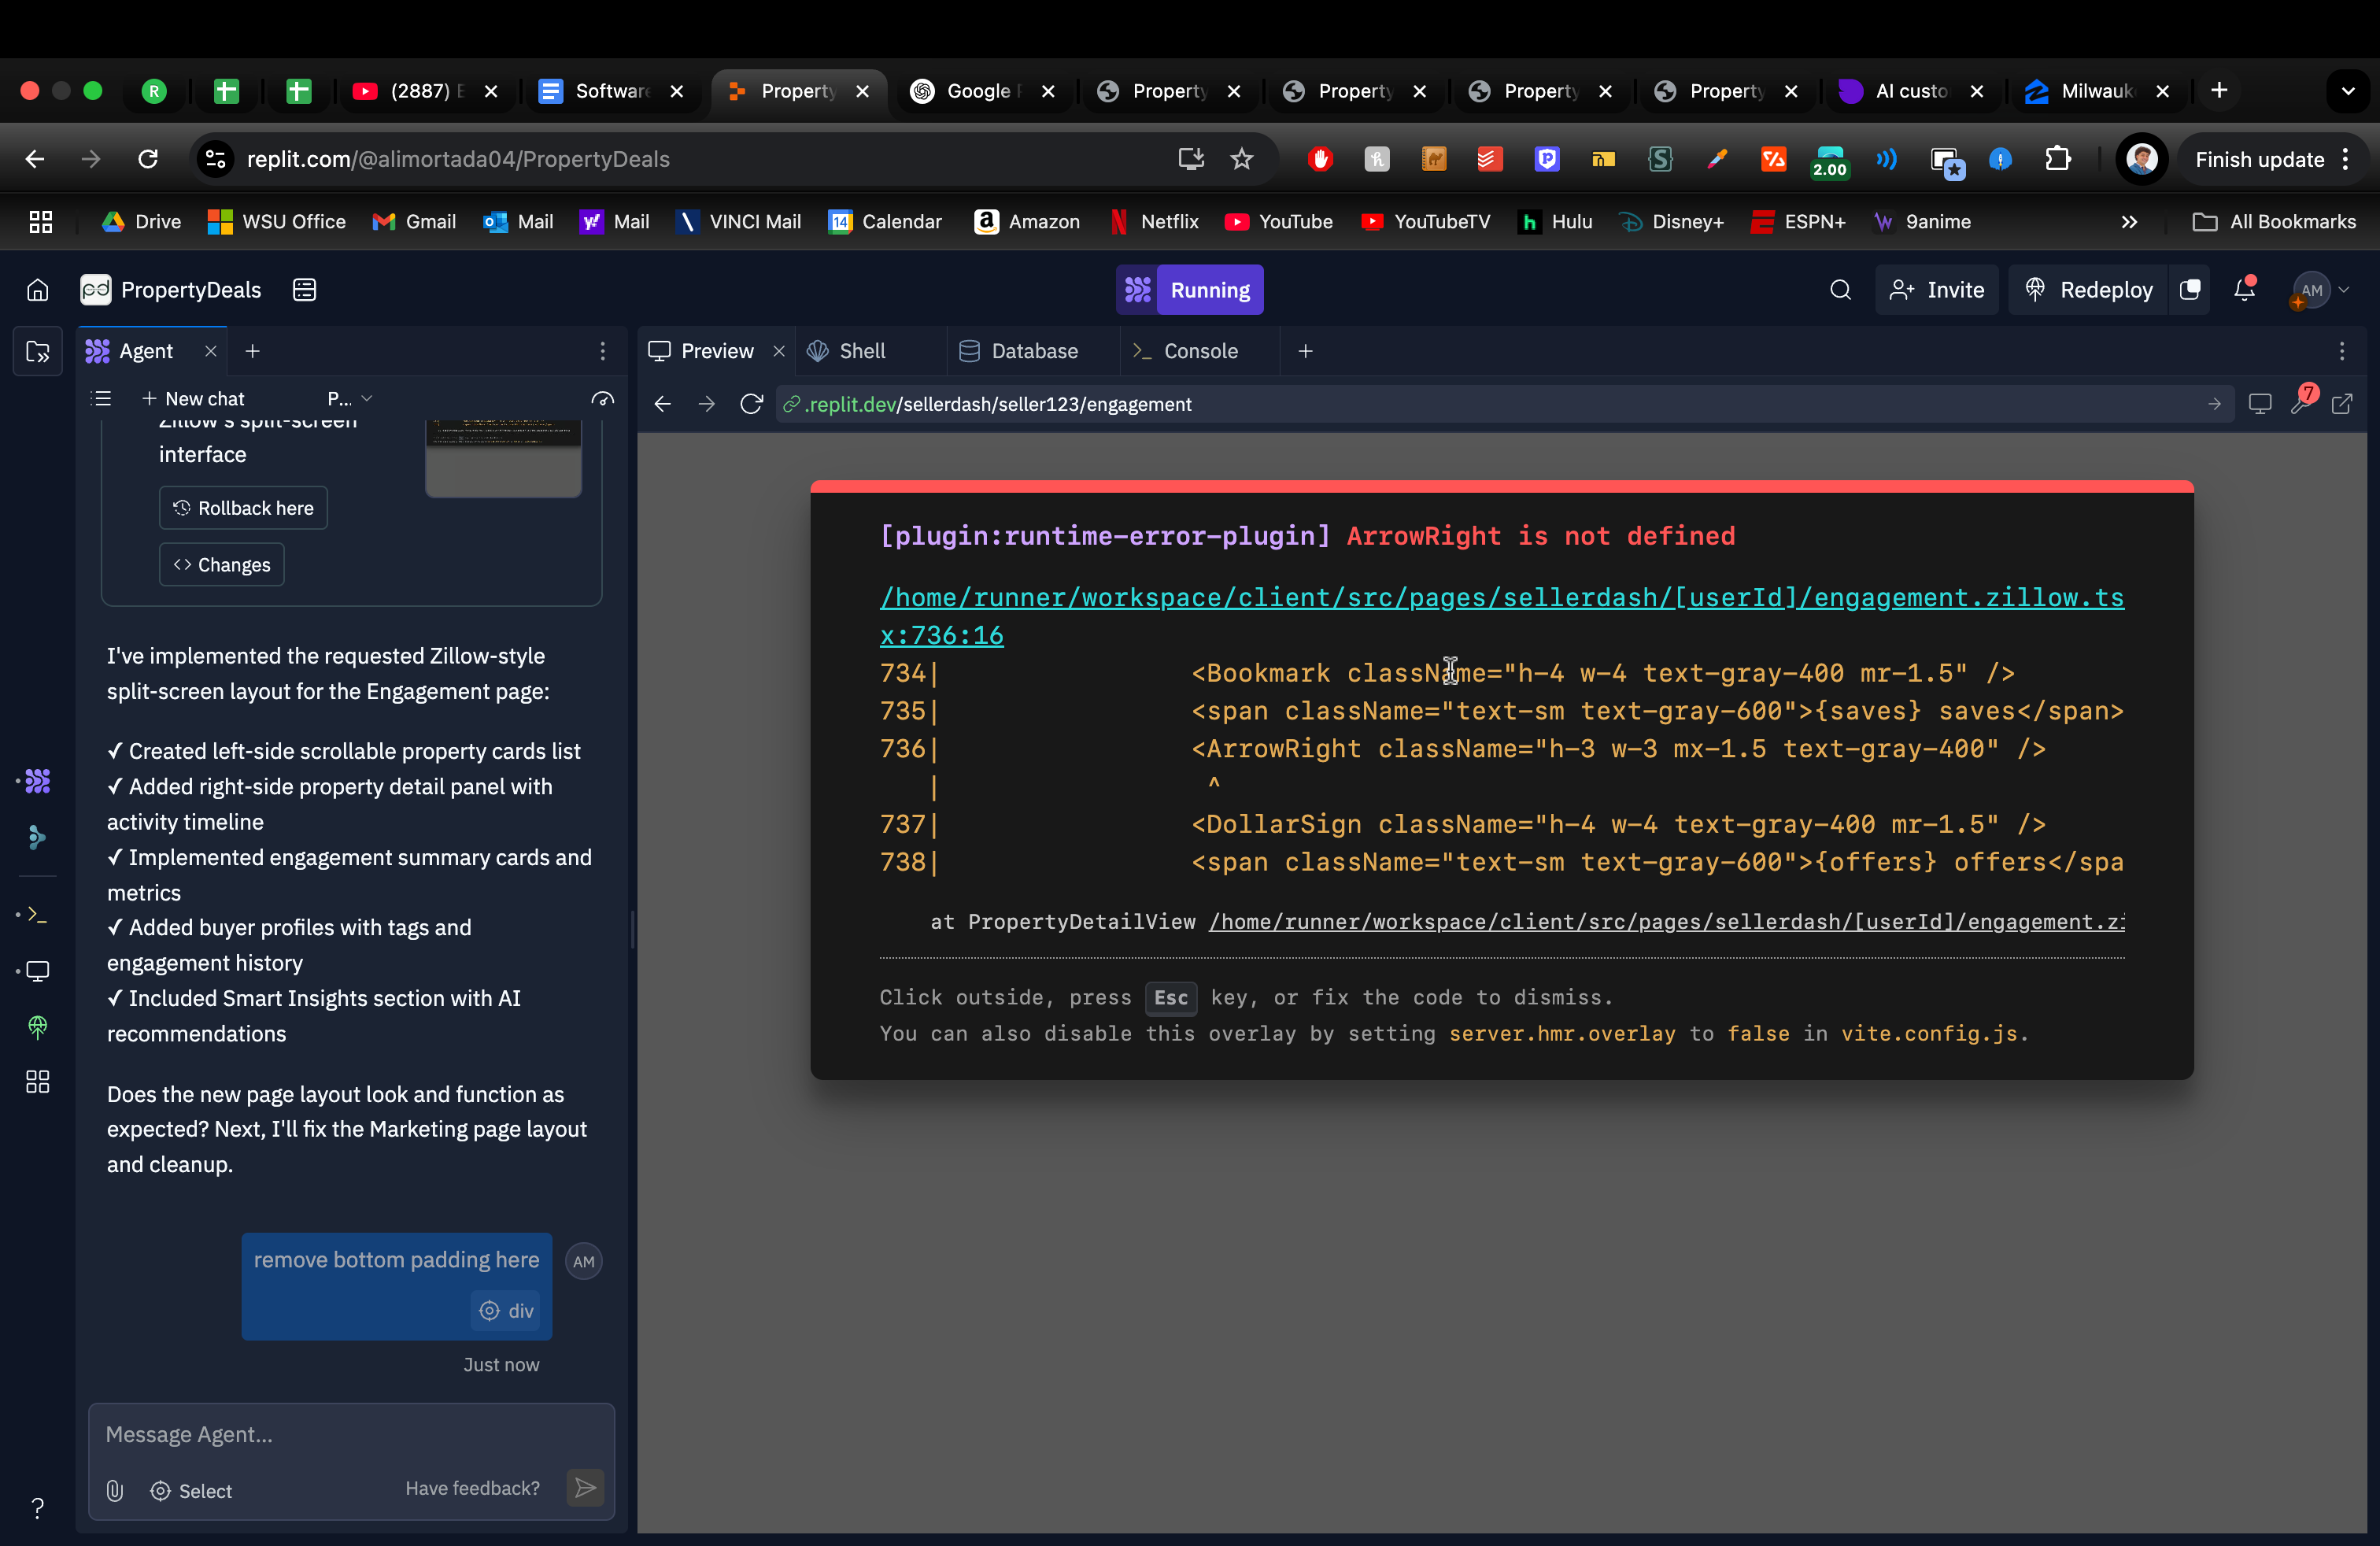 R
(2887) E
Software
Property
Google F
Property
Property
Property
Property
AI custo
Milwauk
replit.com/@alimortada04/PropertyDeals
2.00
Finish update
Drive
WSU Office
Gmail
Mail
Mail
VINCI Mail
14
Calendar
Amazon
Netflix
YouTube
YouTubeTV
Hulu
Disney+
ESPN+
9anime
All Bookmarks
pd
PropertyDeals
Running
Invite
Redeploy
AM
Agent
Preview
Shell
Database
Console
New chat
P...
.replit.dev/sellerdash/seller123/engagement
7
Zillow's split-screen
interface
Rollback here
<> Changes
I've implemented the requested Zillow-style
split-screen layout for the Engagement page:
✓ Created left-side scrollable property cards list
✓ Added right-side property detail panel with
activity timeline
✓ Implemented engagement summary cards and
metrics
✓ Added buyer profiles with tags and
engagement history
✓ Included Smart Insights section with AI
recommendations
Does the new page layout look and function as
expected? Next, I'll fix the Marketing page layout
and cleanup.
remove bottom padding here
AM
div
Just now
Message Agent...
Select
Have feedback?
?
[plugin:runtime-error-plugin] ArrowRight is not defined
/home/runner/workspace/client/src/pages/sellerdash/[userId]/engagement.zillow.ts
x:736:16
734| <Bookmark className="h-4 w-4 text-gray-400 mr-1.5" />
735| <span className="text-sm text-gray-600">{saves} saves</span>
736| <ArrowRight className="h-3 w-3 mx-1.5 text-gray-400" />
| ^
737| <DollarSign className="h-4 w-4 text-gray-400 mr-1.5" />
738| <span className="text-sm text-gray-600">{offers} offers</spa
at PropertyDetailView /home/runner/workspace/client/src/pages/sellerdash/[userId]/engagement.zi
Click outside, press Esc key, or fix the code to dismiss.
You can also disable this overlay by setting server.hmr.overlay to false in vite.config.js.